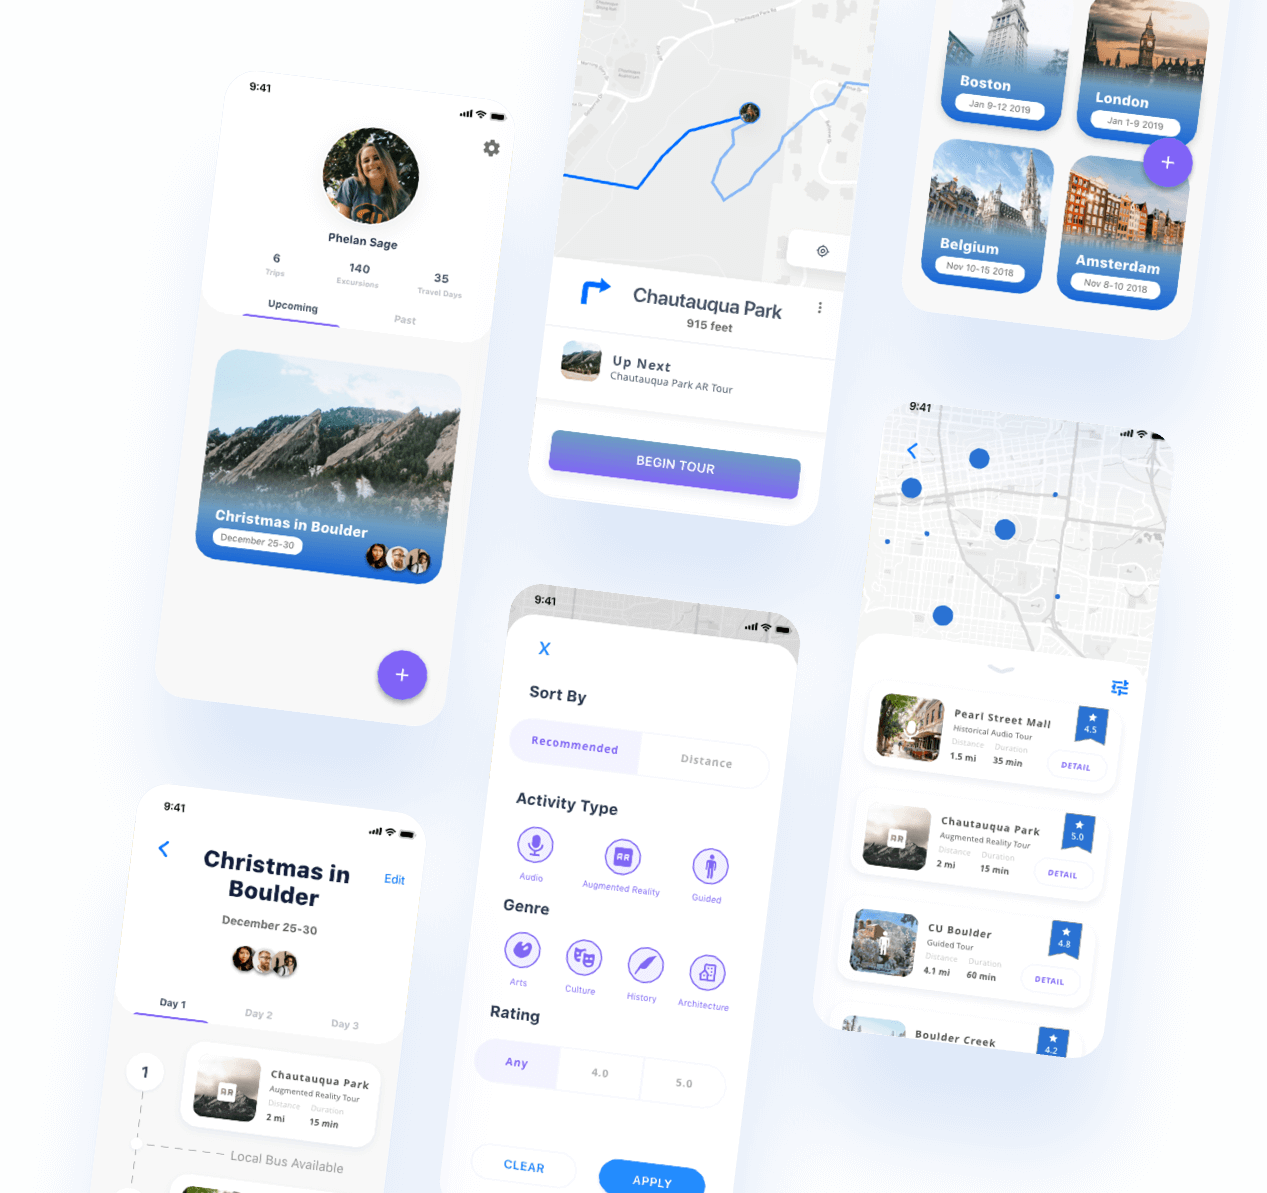 9:41
Phelan Sage
6
Trips
140
Excursions
35
Travel Days
Upcoming
Past
Christmas in Boulder
December 25-30
+
Chautauqua Park
915 feet
Up Next
Chautauqua Park AR Tour
BEGIN TOUR
Boston
Jan 9-12 2019
London
Jan 1-9 2019
+
Belgium
Nov 10-15 2018
Amsterdam
Nov 8-10 2018
9:41
Pearl Street Mall
Historical Audio Tour
Distance
Duration
1.5 mi
35 min
4.5
DETAIL
AR
Chautauqua Park
Augmented Reality Tour
Distance
Duration
2 mi
15 min
5.0
DETAIL
CU Boulder
Guided Tour
Distance
Duration
4.1 mi
60 min
4.8
DETAIL
Boulder Creek
4.2
9:41
X
Sort By
Recommended
Distance
Activity Type
Audio
AR
Augmented Reality
Guided
Genre
Arts
Culture
History
Architecture
Rating
Any
4.0
5.0
CLEAR
APPLY
9:41
Christmas in
Boulder
Edit
December 25-30
Day 1
Day 2
Day 3
1
AR
Chautauqua Park
Augmented Reality Tour
Distance
Duration
2 mi
15 min
Local Bus Available